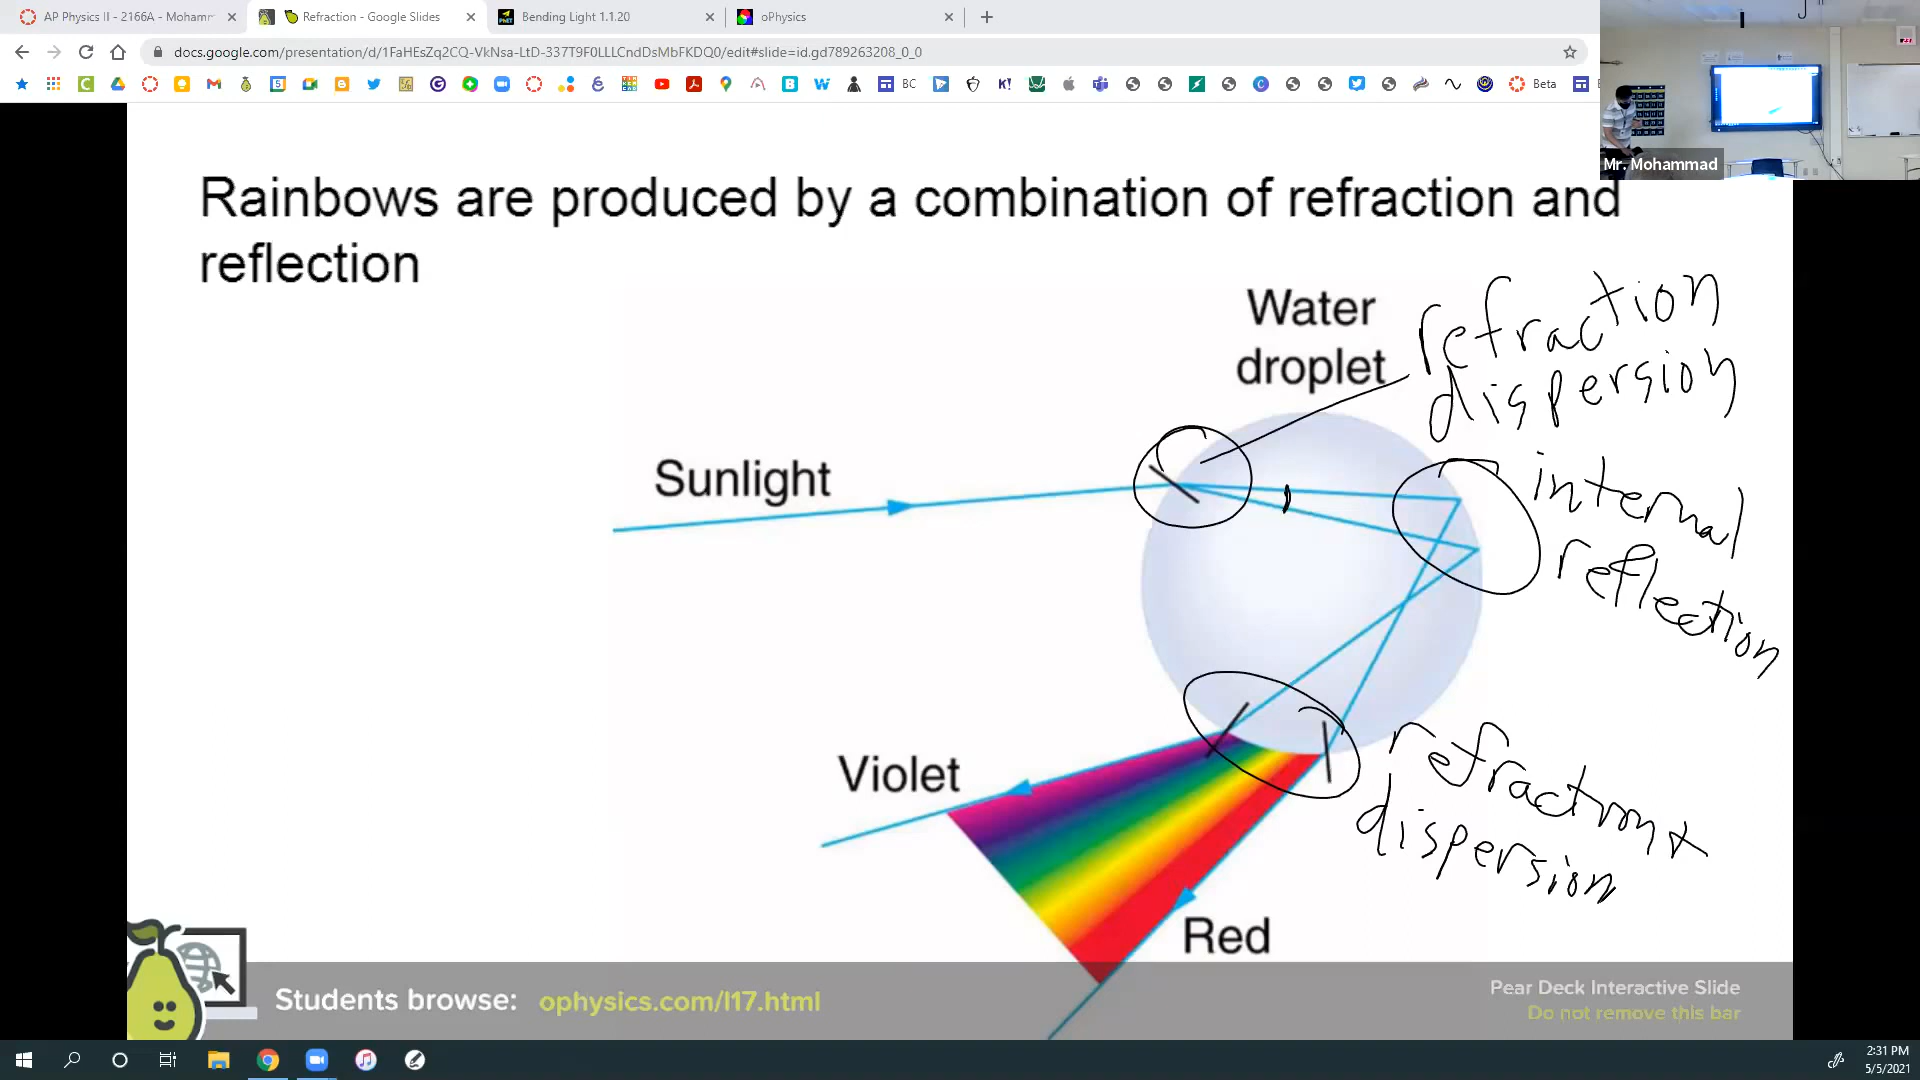 AP Physics II - 2166A - Mohamm
Refraction - Google Slides
Bending Light 1.1.20
oPhysics
docs.google.com/presentation/d/1FaHEsZq2CQ-VkNsa-LtD-337T9F0LLLCndDsMbFKDQ0/edit#slide=id.gd789263208_0_0
BC
Beta
Mr. Mohammad
Rainbows are produced by a combination of refraction and
reflection
Water
droplet
refraction
dispersion
Sunlight
internal
reflection
Violet
refraction +
dispersion
Red
Students browse: ophysics.com/l17.html
Pear Deck Interactive Slide
Do not remove this bar
2:31 PM
5/5/2021